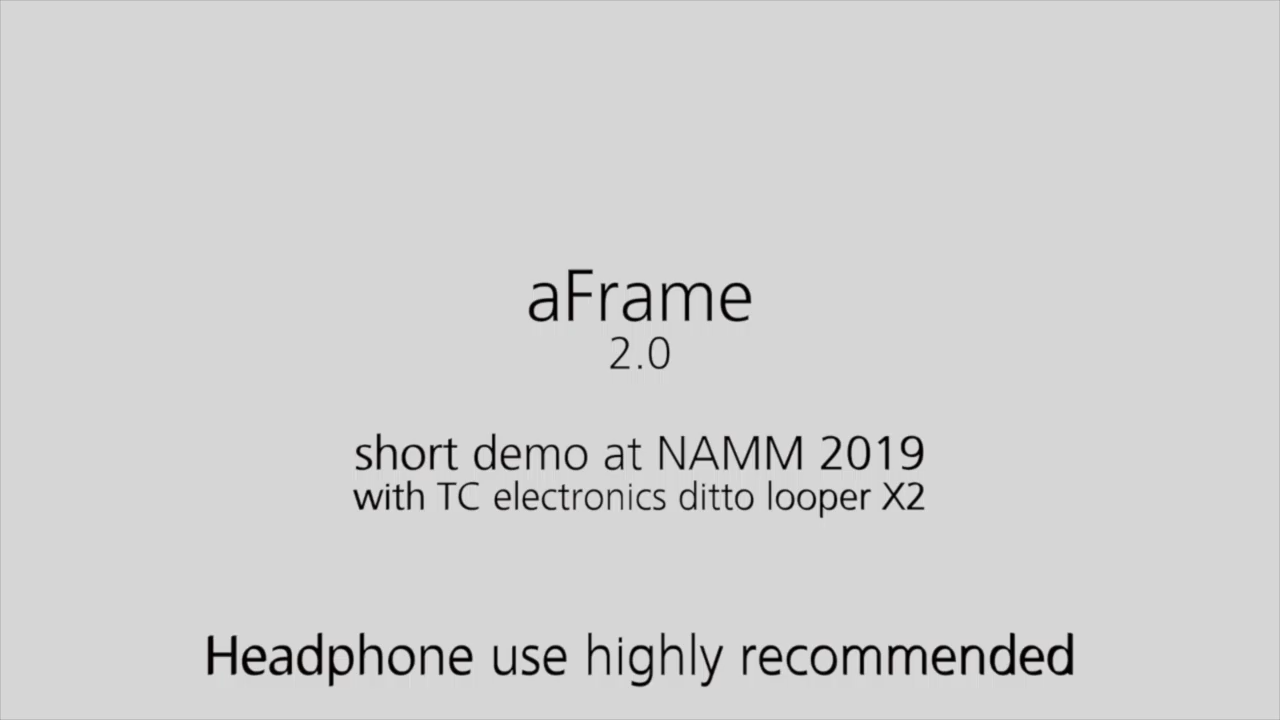 aFrame
2.0
short demo at NAMM 2019
with TC electronics ditto looper X2
Headphone use highly recommended